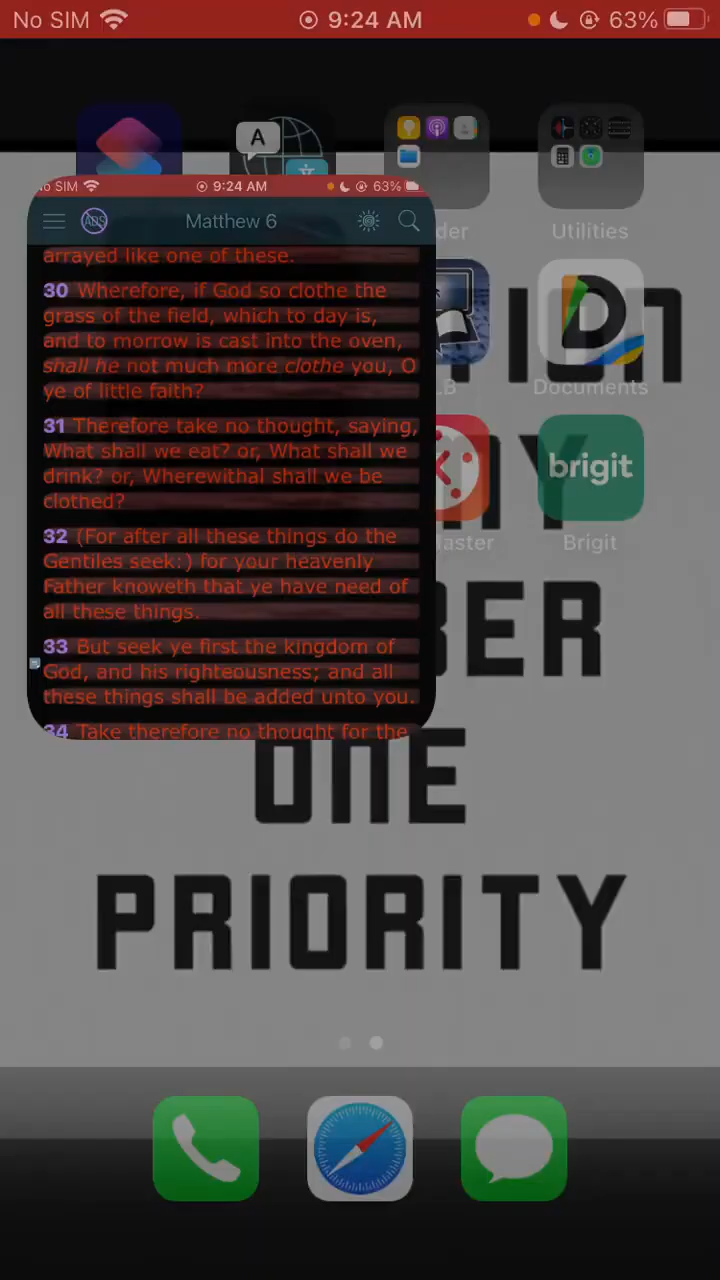 No SIM 9:24 AM 63%
A
der
Utilities
No SIM 9:24 AM 63%
ADS
Matthew 6
arrayed like one of these.
30 Wherefore, if God so clothe the
grass of the field, which to day is,
and to morrow is cast into the oven,
shall he not much more clothe you, O
ye of little faith?
31 Therefore take no thought, saying,
What shall we eat? or, What shall we
drink? or, Wherewithal shall we be
clothed?
32 (For after all these things do the
Gentiles seek:) for your heavenly
Father knoweth that ye have need of
all these things.
33 But seek ye first the kingdom of
God, and his righteousness; and all
these things shall be added unto you.
34 Take therefore no thought for the
LB
Documents
brigit
Master
Brigit
BER
ONE
PRIORITY